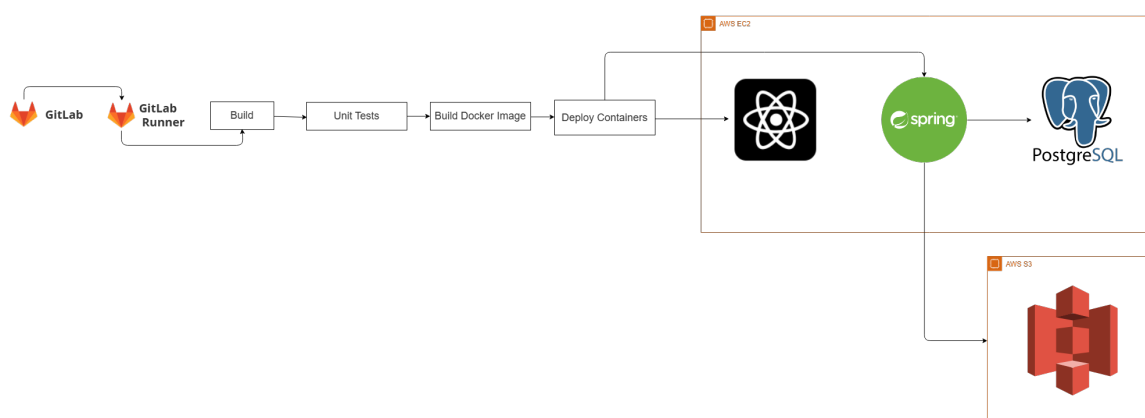 AWS EC2
GitLab
GitLab
Runner
Build
Unit Tests
Build Docker Image
Deploy Containers
spring
PostgreSQL
AWS S3